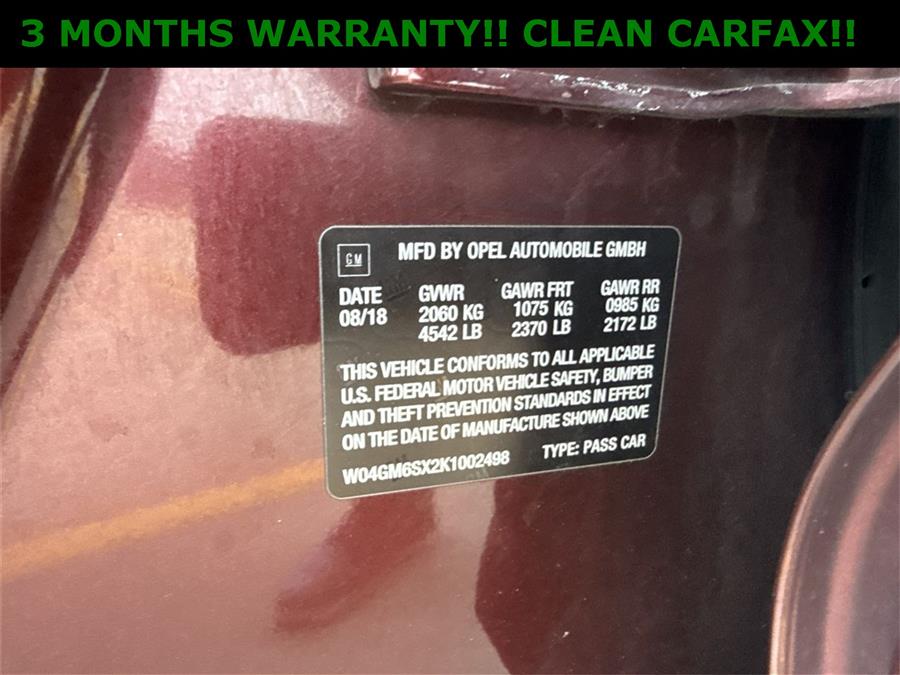 3 MONTHS WARRANTY!! CLEAN CARFAX!!
GM MFD BY OPEL AUTOMOBILE GMBH
DATE GVWR GAWR FRT GAWR RR
08/18 2060 KG 1075 KG 0985 KG
4542 LB 2370 LB 2172 LB
THIS VEHICLE CONFORMS TO ALL APPLICABLE
U.S. FEDERAL MOTOR VEHICLE SAFETY, BUMPER
AND THEFT PREVENTION STANDARDS IN EFFECT
ON THE DATE OF MANUFACTURE SHOWN ABOVE
W04GM6SX2K1002498 TYPE: PASS CAR